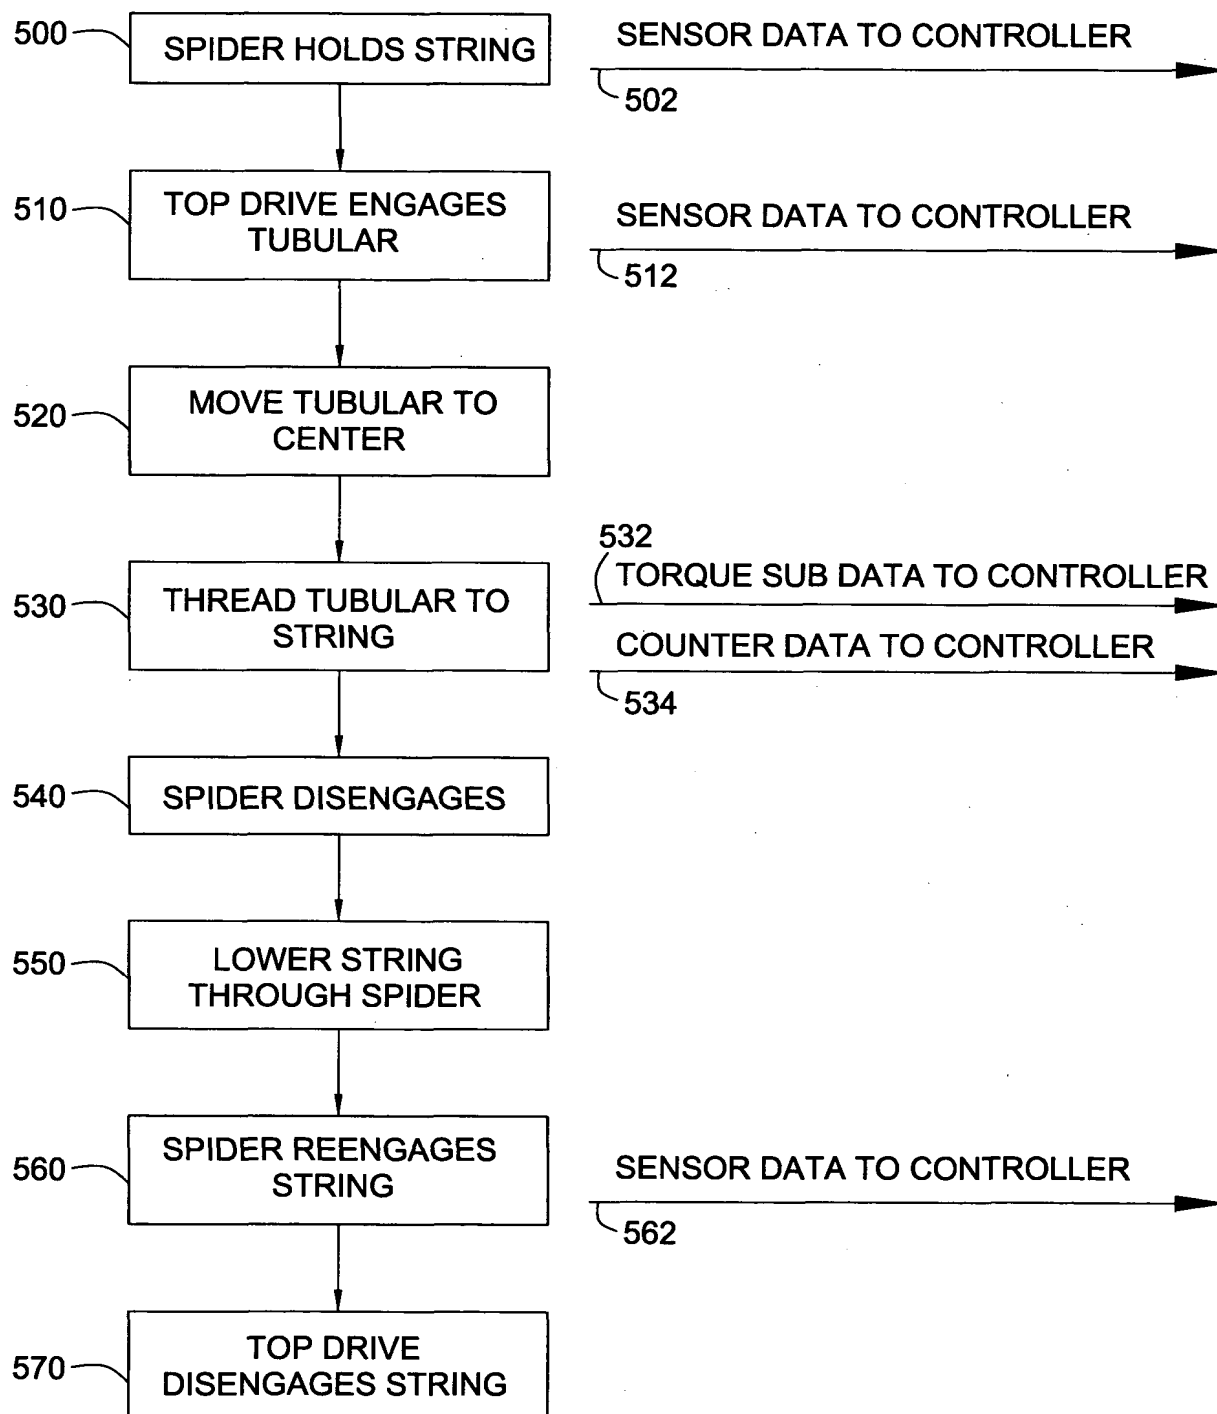 500
SPIDER HOLDS STRING
SENSOR DATA TO CONTROLLER
502
510
TOP DRIVE ENGAGES
TUBULAR
SENSOR DATA TO CONTROLLER
512
520
MOVE TUBULAR TO
CENTER
530
THREAD TUBULAR TO
STRING
532
TORQUE SUB DATA TO CONTROLLER
COUNTER DATA TO CONTROLLER
534
540
SPIDER DISENGAGES
550
LOWER STRING
THROUGH SPIDER
560
SPIDER REENGAGES
STRING
SENSOR DATA TO CONTROLLER
562
570
TOP DRIVE
DISENGAGES STRING